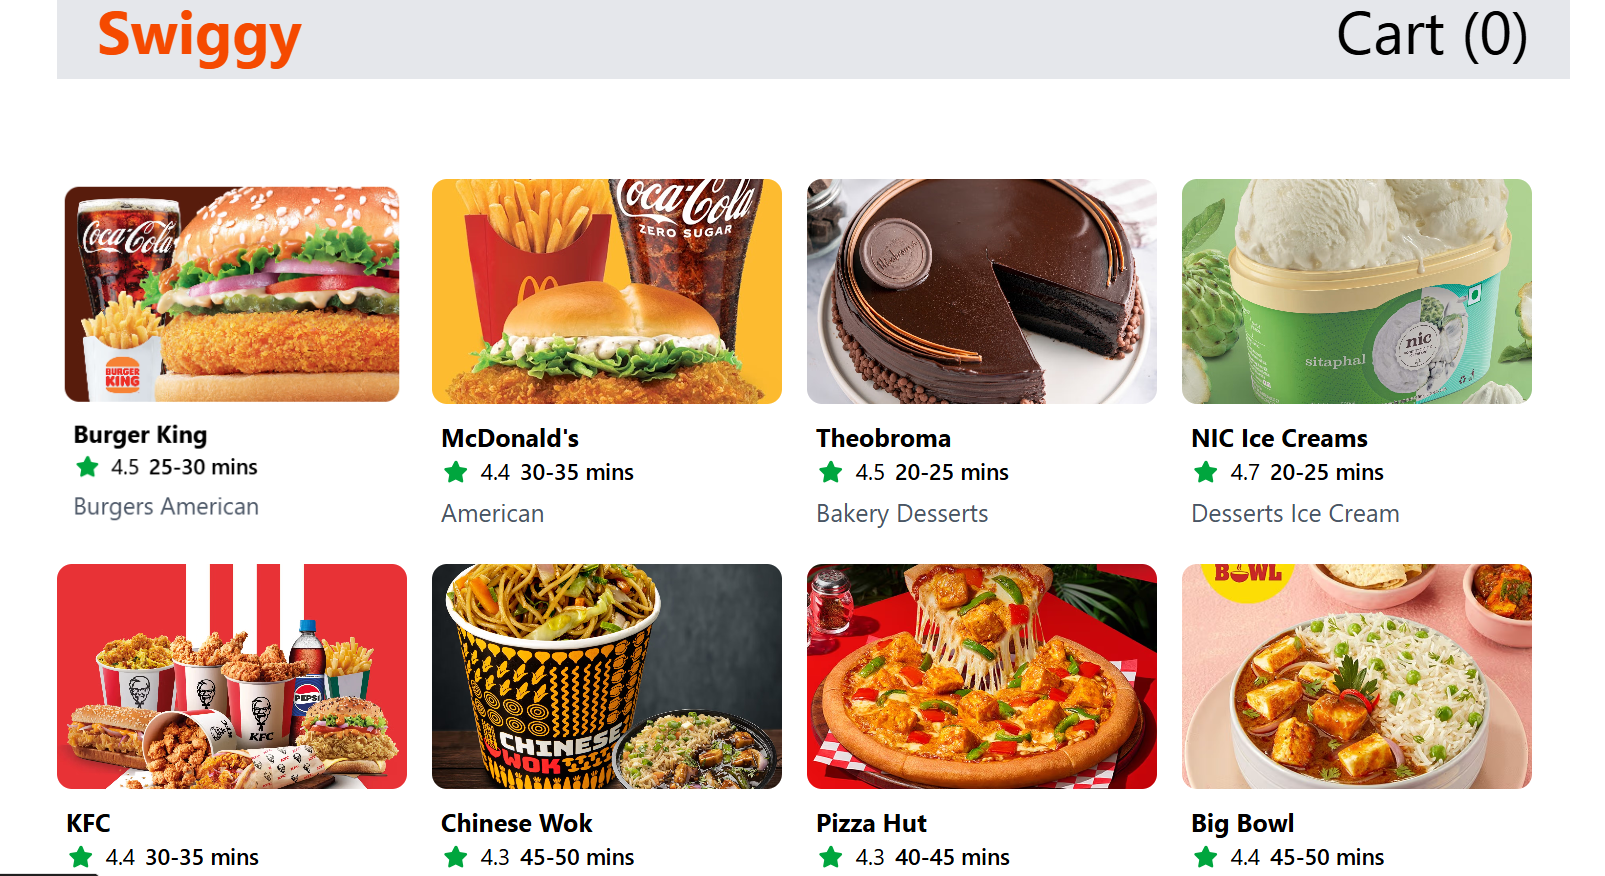 Swiggy
Cart (0)
Coca-Cola
BURGER
KING
Coca-Cola
ZERO SUGAR
Theobroma
sitaphal
nic
Burger King
4.5 25-30 mins
Burgers American
McDonald's
4.4 30-35 mins
American
Theobroma
4.5 20-25 mins
Bakery Desserts
NIC Ice Creams
4.7 20-25 mins
Desserts Ice Cream
KFC
PEPSI
CHINESE
WOK
BOWL
KFC
4.4 30-35 mins
Chinese Wok
4.3 45-50 mins
Pizza Hut
4.3 40-45 mins
Big Bowl
4.4 45-50 mins